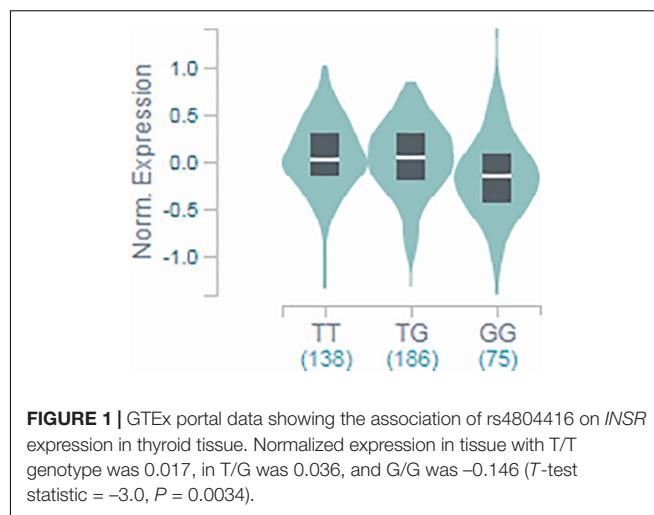 Norm. Expression
1.0
0.5
0.0
-0.5
-1.0
TT TG GG
(138) (186) (75)
FIGURE 1 | GTEx portal data showing the association of rs4804416 on INSR
expression in thyroid tissue. Normalized expression in tissue with T/T
genotype was 0.017, in T/G was 0.036, and G/G was –0.146 (T-test
statistic = –3.0, P = 0.0034).